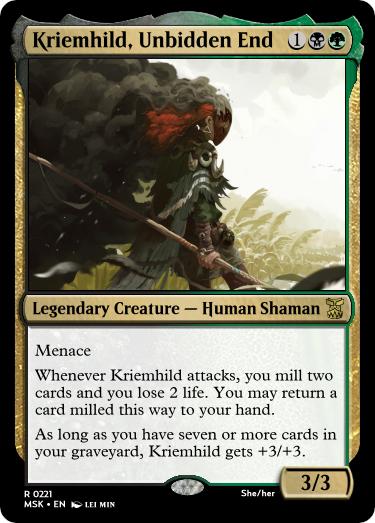 Kriemhild, Unbidden End 1
Legendary Creature — Human Shaman
Menace
Whenever Kriemhild attacks, you mill two
cards and you lose 2 life. You may return a
card milled this way to your hand.
As long as you have seven or more cards in
your graveyard, Kriemhild gets +3/+3.
3/3
R 0221
She/her
MSK • EN LEI MIN